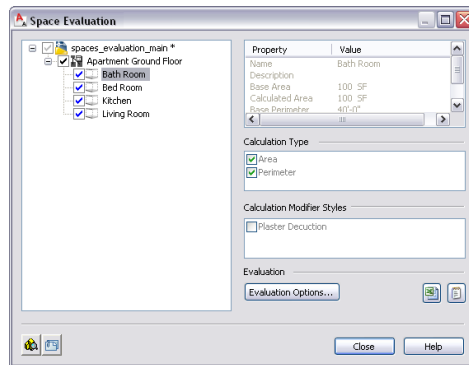 Space Evaluation
spaces_evaluation_main *
Apartment Ground Floor
Bath Room
Bed Room
Kitchen
Living Room
Property Value
Name Bath Room
Description
Base Area 100 SF
Calculated Area 100 SF
Base Perimeter 40'-0"
Calculation Type
Area
Perimeter
Calculation Modifier Styles
Plaster Decuction
Evaluation
Evaluation Options...
Close Help